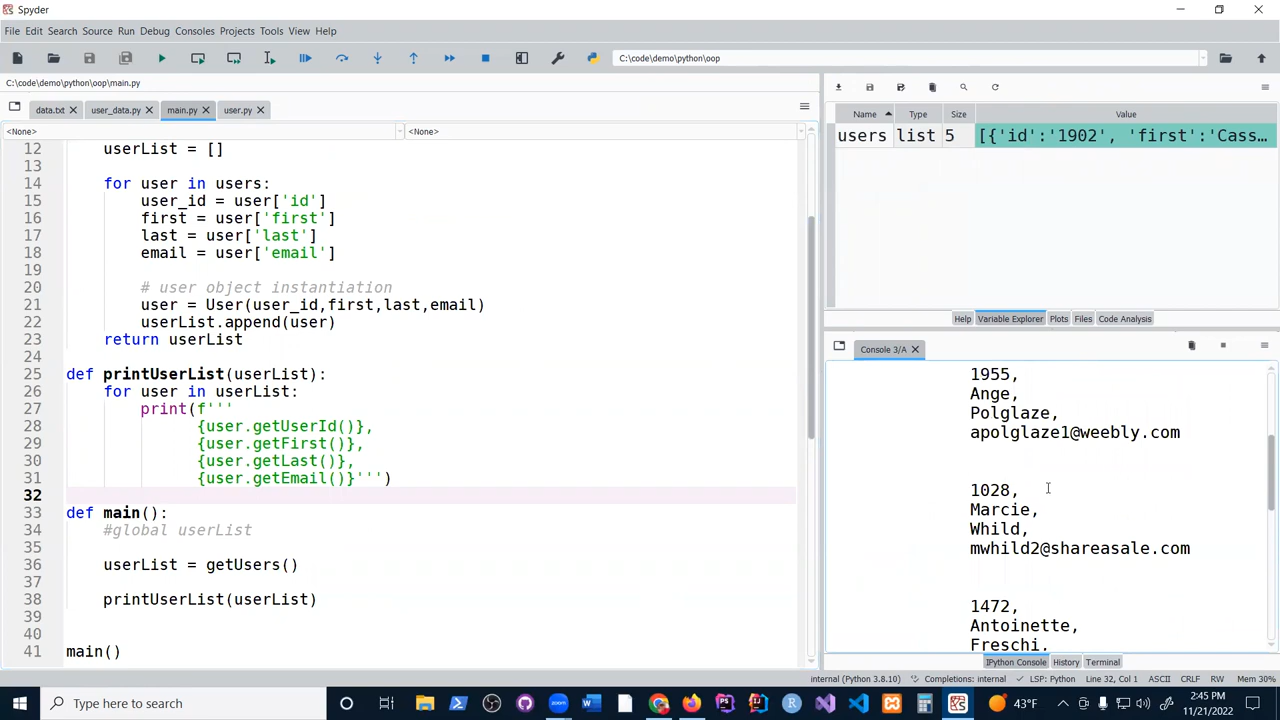 Spyder
File Edit Search Source Run Debug Consoles Projects Tools View Help
C:\code\demo\python\oop
C:\code\demo\python\oop\main.py
data.txt user_data.py main.py user.py
<None> <None>
12 userList = []
13
14 for user in users:
15 user_id = user['id']
16 first = user['first']
17 last = user['last']
18 email = user['email']
19
20 # user object instantiation
21 user = User(user_id,first,last,email)
22 userList.append(user)
23 return userList
24
25 def printUserList(userList):
26 for user in userList:
27 print(f'''
28 {user.getUserId()},
29 {user.getFirst()},
30 {user.getLast()},
31 {user.getEmail()}''')
32
33 def main():
34 #global userList
35
36 userList = getUsers()
37
38 printUserList(userList)
39
40
41 main()
Name Type Size Value
users list 5 [{'id':'1902', 'first':'Cass...
Help Variable Explorer Plots Files Code Analysis
Console 3/A
1955,
Ange,
Polglaze,
apolglaze1@weebly.com
1028,
Marcie,
Whild,
mwhild2@shareasale.com
1472,
Antoinette,
Freschi,
IPython Console History Terminal
internal (Python 3.8.10) Completions: internal LSP: Python Line 32, Col 1 ASCII CRLF RW Mem 30%
Type here to search
43°F
2:45 PM
11/21/2022